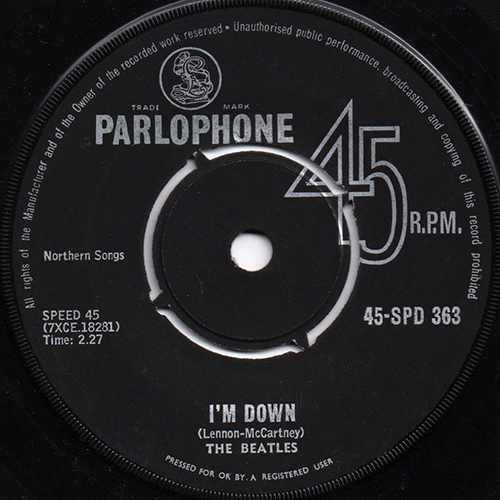 All rights of the Manufacturer and of the Owner of the recorded work reserved • Unauthorised public performance, broadcasting and copying of this record prohibited
TRADE MARK
PARLOPHONE
45
R.P.M.
Northern Songs
SPEED 45
(7XCE.18281)
Time: 2.27
45-SPD 363
I'M DOWN
(Lennon-McCartney)
THE BEATLES
PRESSED FOR OR BY. A REGISTERED USER